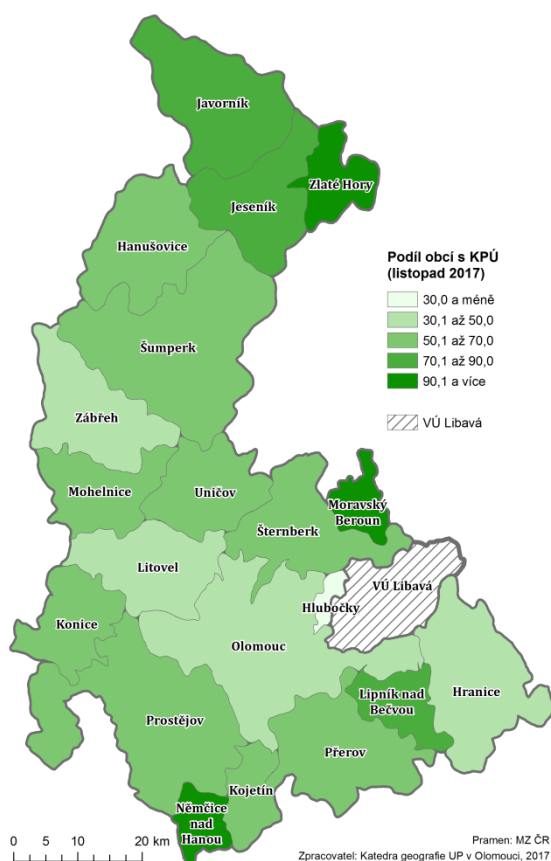 Javorník
Zlaté Hory
Jeseník
Hanušovice
Podíl obcí s KPÚ
(listopad 2017)
30,0 a méně
30,1 až 50,0
50,1 až 70,0
70,1 až 90,0
90,1 a více
VÚ Libavá
Šumperk
Zábřeh
Mohelnice
Uničov
Moravský
Beroun
Šternberk
Litovel
VÚ Libavá
Hlubočky
Konice
Olomouc
Lipník nad
Bečvou
Hranice
Prostějov
Přerov
Kojetín
Němčice
nad
Hanou
0 5 10 20 km
Pramen: MZ ČR
Zpracovatel: Katedra geografie UP v Olomouci, 2017